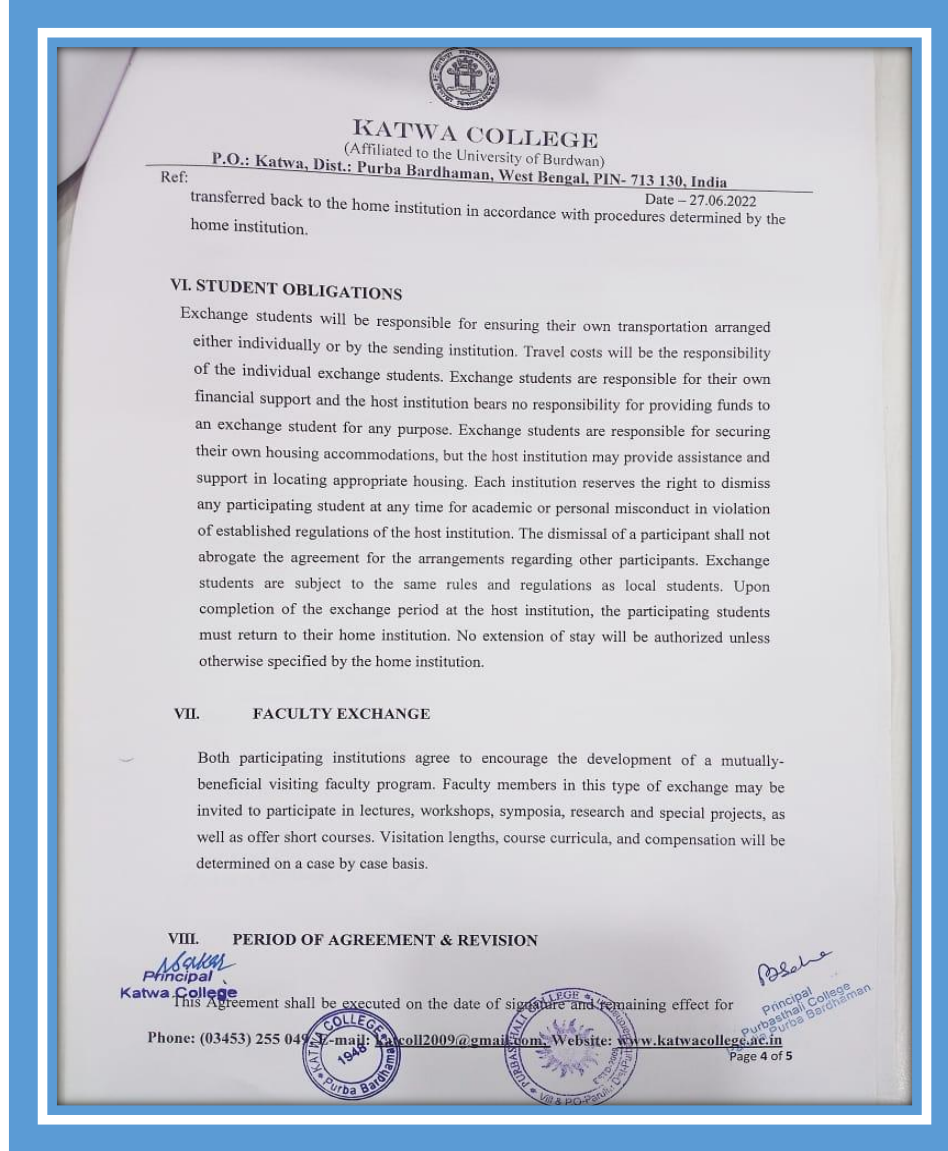 KATWA COLLEGE
(Affiliated to the University of Burdwan)
P.O.: Katwa, Dist.: Purba Bardhaman, West Bengal, PIN- 713 130, India
Ref:
Date – 27.06.2022
transferred back to the home institution in accordance with procedures determined by the
home institution.
VI. STUDENT OBLIGATIONS
Exchange students will be responsible for ensuring their own transportation arranged
either individually or by the sending institution. Travel costs will be the responsibility
of the individual exchange students. Exchange students are responsible for their own
financial support and the host institution bears no responsibility for providing funds to
an exchange student for any purpose. Exchange students are responsible for securing
their own housing accommodations, but the host institution may provide assistance and
support in locating appropriate housing. Each institution reserves the right to dismiss
any participating student at any time for academic or personal misconduct in violation
of established regulations of the host institution. The dismissal of a participant shall not
abrogate the agreement for the arrangements regarding other participants. Exchange
students are subject to the same rules and regulations as local students. Upon
completion of the exchange period at the host institution, the participating students
must return to their home institution. No extension of stay will be authorized unless
otherwise specified by the home institution.
VII. FACULTY EXCHANGE
Both participating institutions agree to encourage the development of a mutually-
beneficial visiting faculty program. Faculty members in this type of exchange may be
invited to participate in lectures, workshops, symposia, research and special projects, as
well as offer short courses. Visitation lengths, course curricula, and compensation will be
determined on a case by case basis.
VIII. PERIOD OF AGREEMENT & REVISION
Principal
Katwa College
Principal
Purbasthali College
Purba Bardhaman
This Agreement shall be executed on the date of signature and remaining effect for
Phone: (03453) 255 049, E-mail: katcoll2009@gmail.com, Website: www.katwacollege.ac.in
Page 4 of 5
KATWA COLLEGE
1948
Purba Bardhaman
PURBASTHALI COLLEGE
ESTD-2009
Vill & P.O-Parulia